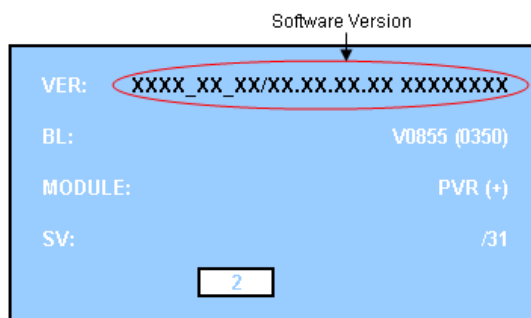 Software Version
VER: XXXX_XX_XX/XX.XX.XX.XX XXXXXXXX
BL: V0855 (0350)
MODULE: PVR (+)
SV: /31
2